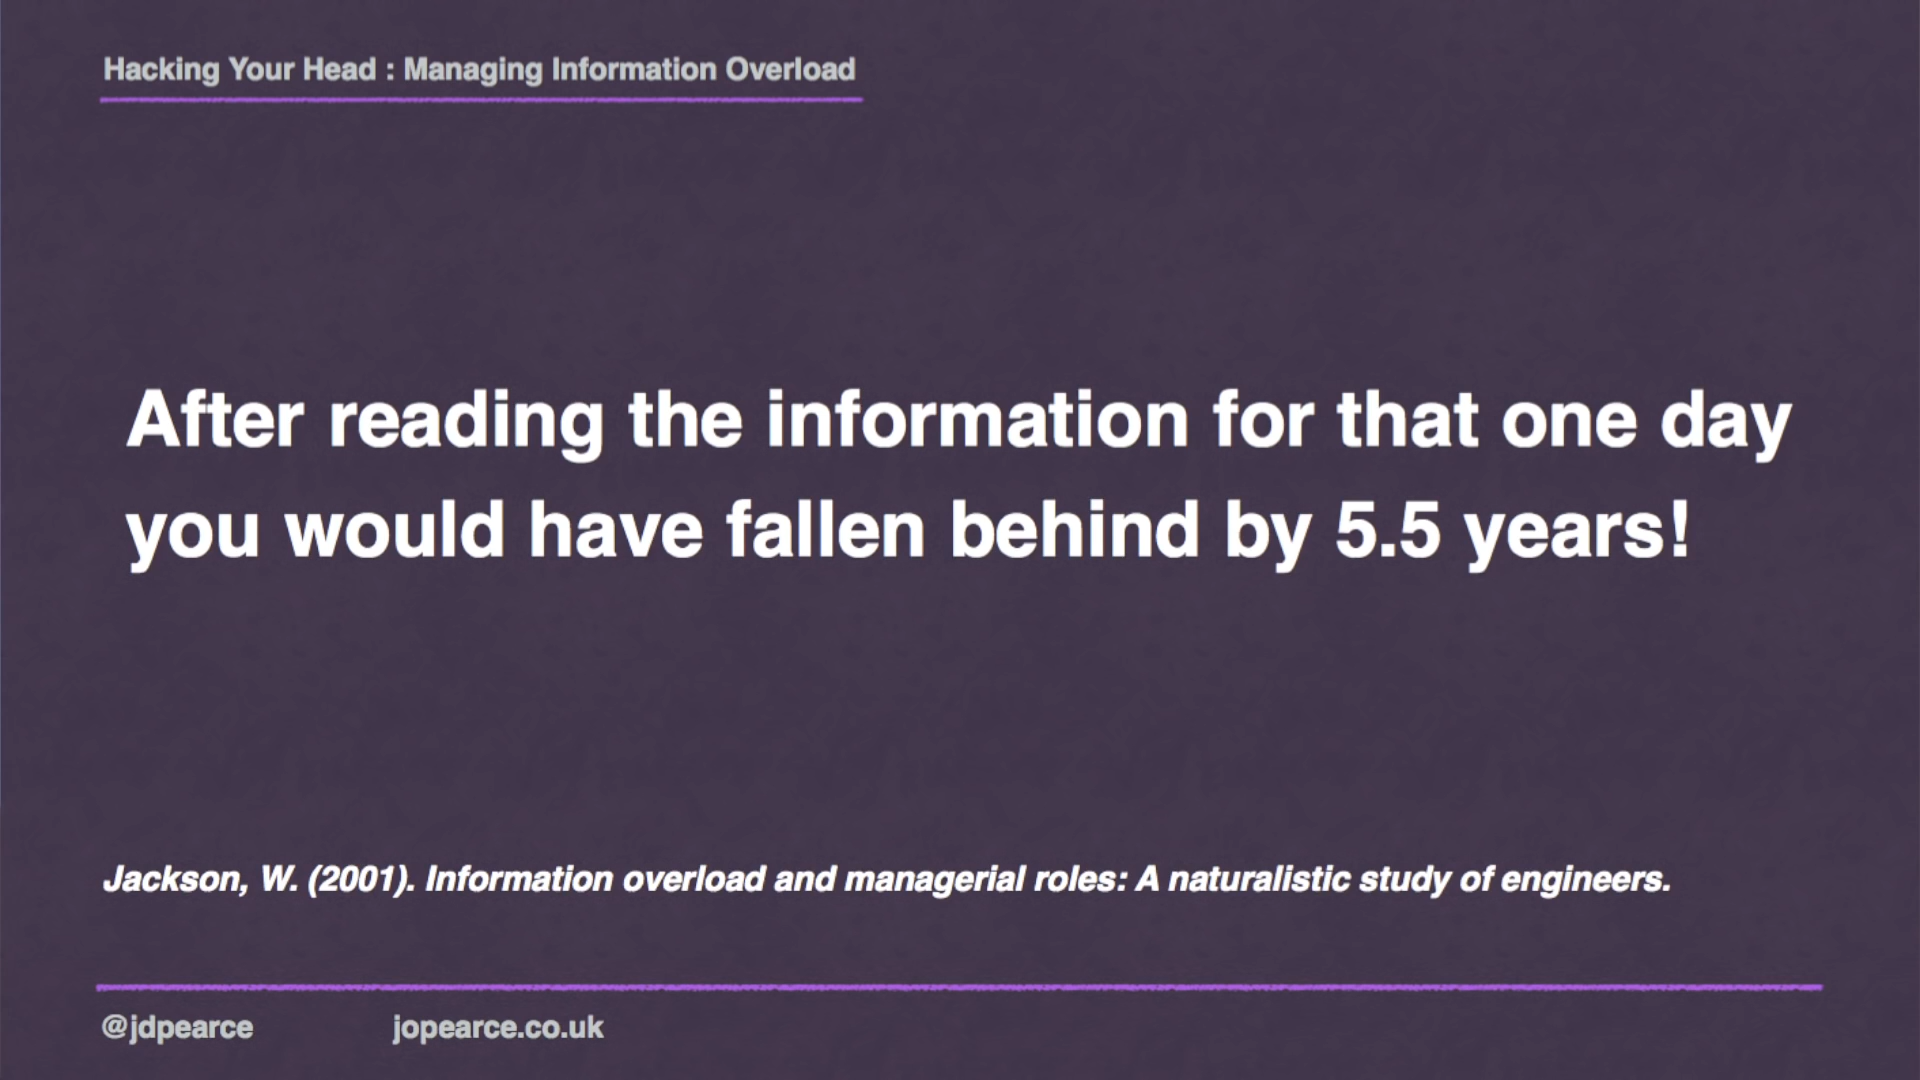 Hacking Your Head : Managing Information Overload
After reading the information for that one day
you would have fallen behind by 5.5 years!
Jackson, W. (2001). Information overload and managerial roles: A naturalistic study of engineers.
@jdpearce jopearce.co.uk